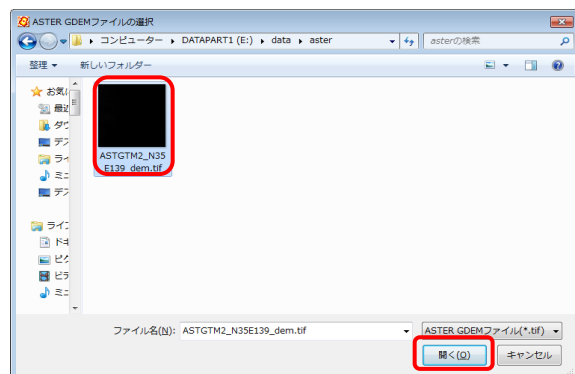 ASTER GDEMファイルの選択
コンピューター ▸ DATAPART1 (E:) ▸ data ▸ aster
asterの検索
整理 ▾ 新しいフォルダー
お気に
最近
ダウ
デス
ライ
ミニ
デス
ASTGTM2_N35
E139_dem.tif
ライブ
ドキ
ピク
ビデ
ミニ
ファイル名(N): ASTGTM2_N35E139_dem.tif
ASTER GDEMファイル(*.tif)
開く(O) キャンセル